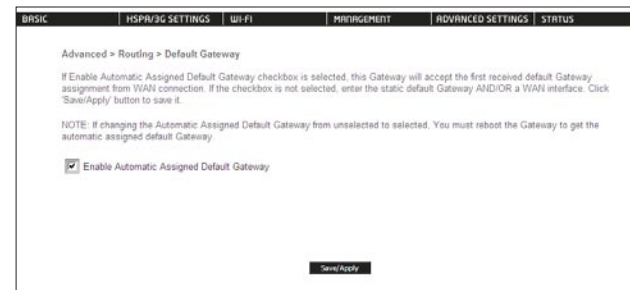 BASIC HSPA/3G SETTINGS WI-FI MANAGEMENT ADVANCED SETTINGS STATUS
Advanced > Routing > Default Gateway
If Enable Automatic Assigned Default Gateway checkbox is selected, this Gateway will accept the first received default Gateway
assignment from WAN connection. If the checkbox is not selected, enter the static default Gateway AND/OR a WAN interface. Click
'Save/Apply' button to save it.
NOTE: If changing the Automatic Assigned Default Gateway from unselected to selected, You must reboot the Gateway to get the
automatic assigned default Gateway.
Enable Automatic Assigned Default Gateway
Save/Apply